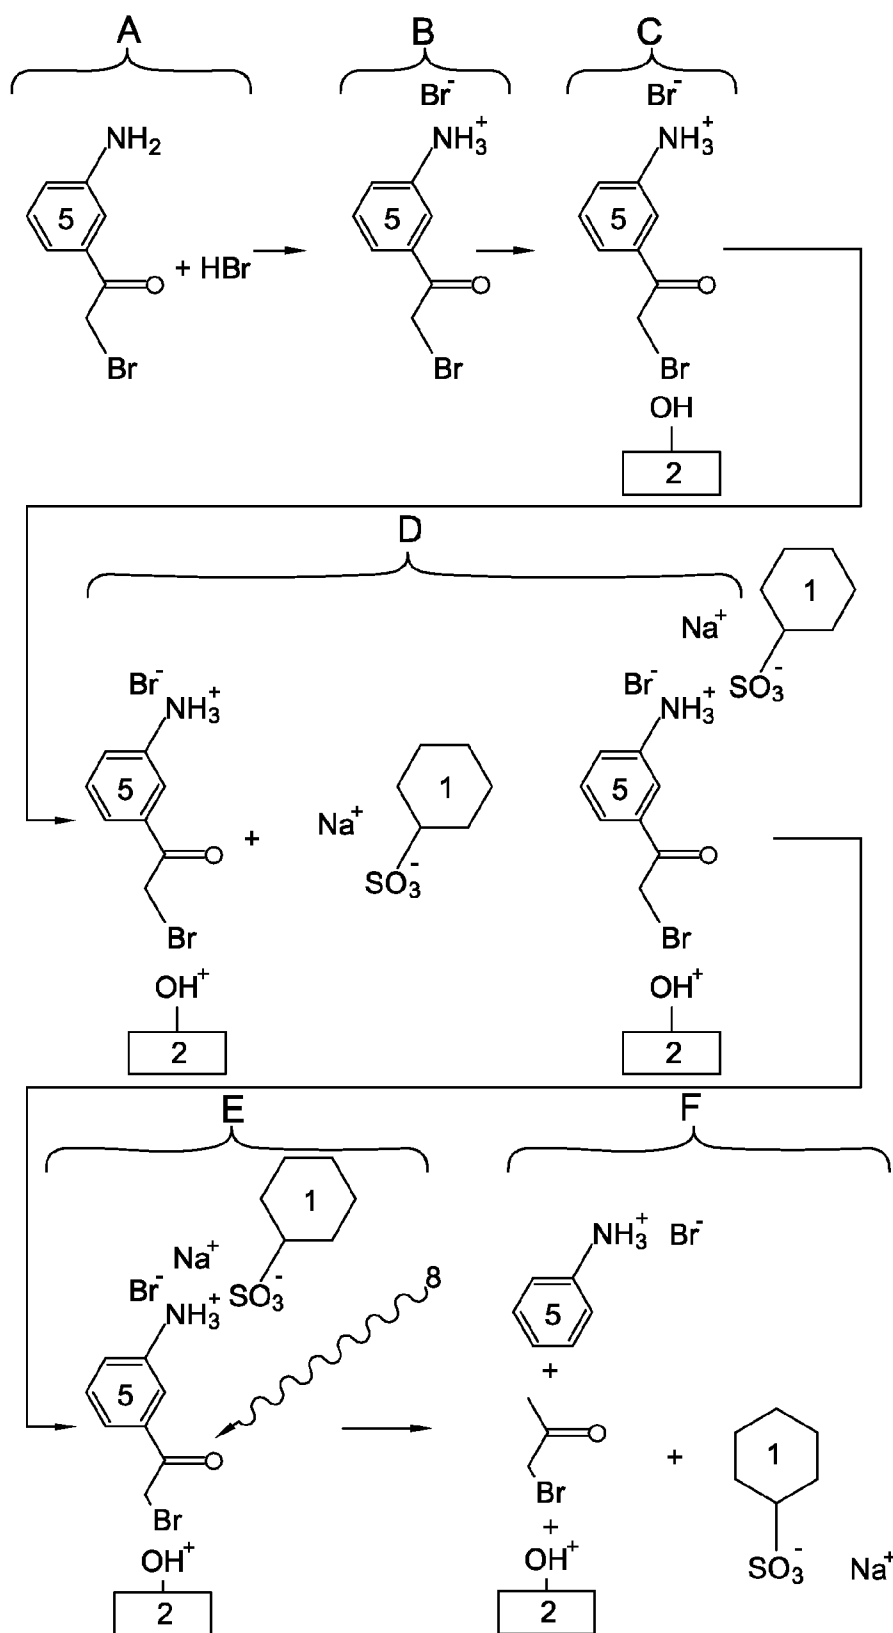 A
B
C
Br⁻
Br⁻
NH₂
NH₃⁺
NH₃⁺
5
5
5
+ HBr
O
O
O
Br
Br
Br
OH
2
D
1
Na⁺
SO₃⁻
Br⁻
NH₃⁺
Br⁻
NH₃⁺
5
1
5
Na⁺
+
SO₃⁻
O
O
Br
Br
OH⁺
OH⁺
2
2
E
F
1
Na⁺
Br⁻
SO₃⁻
NH₃⁺
8
NH₃⁺ Br⁻
5
5
+
O
O
Br
Br
+
1
+
OH⁺
OH⁺
SO₃⁻
Na⁺
2
2